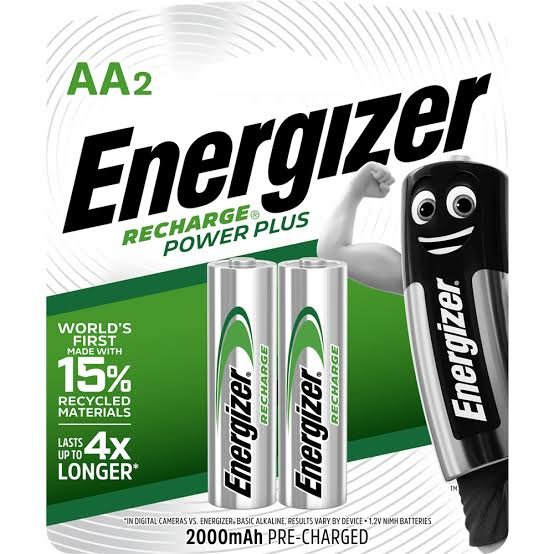 AA2
Energizer
RECHARGE®
POWER PLUS
WORLD'S
FIRST
MADE WITH
15%
RECYCLED
MATERIALS
LASTS
UP TO 4X
LONGER*
Energizer®
RECHARGE
Energizer®
RECHARGE
Energizer®
TM
*IN DIGITAL CAMERAS VS. ENERGIZER® BASIC ALKALINE, RESULTS VARY BY DEVICE • 1.2V NIMH BATTERIES
2000mAh PRE-CHARGED